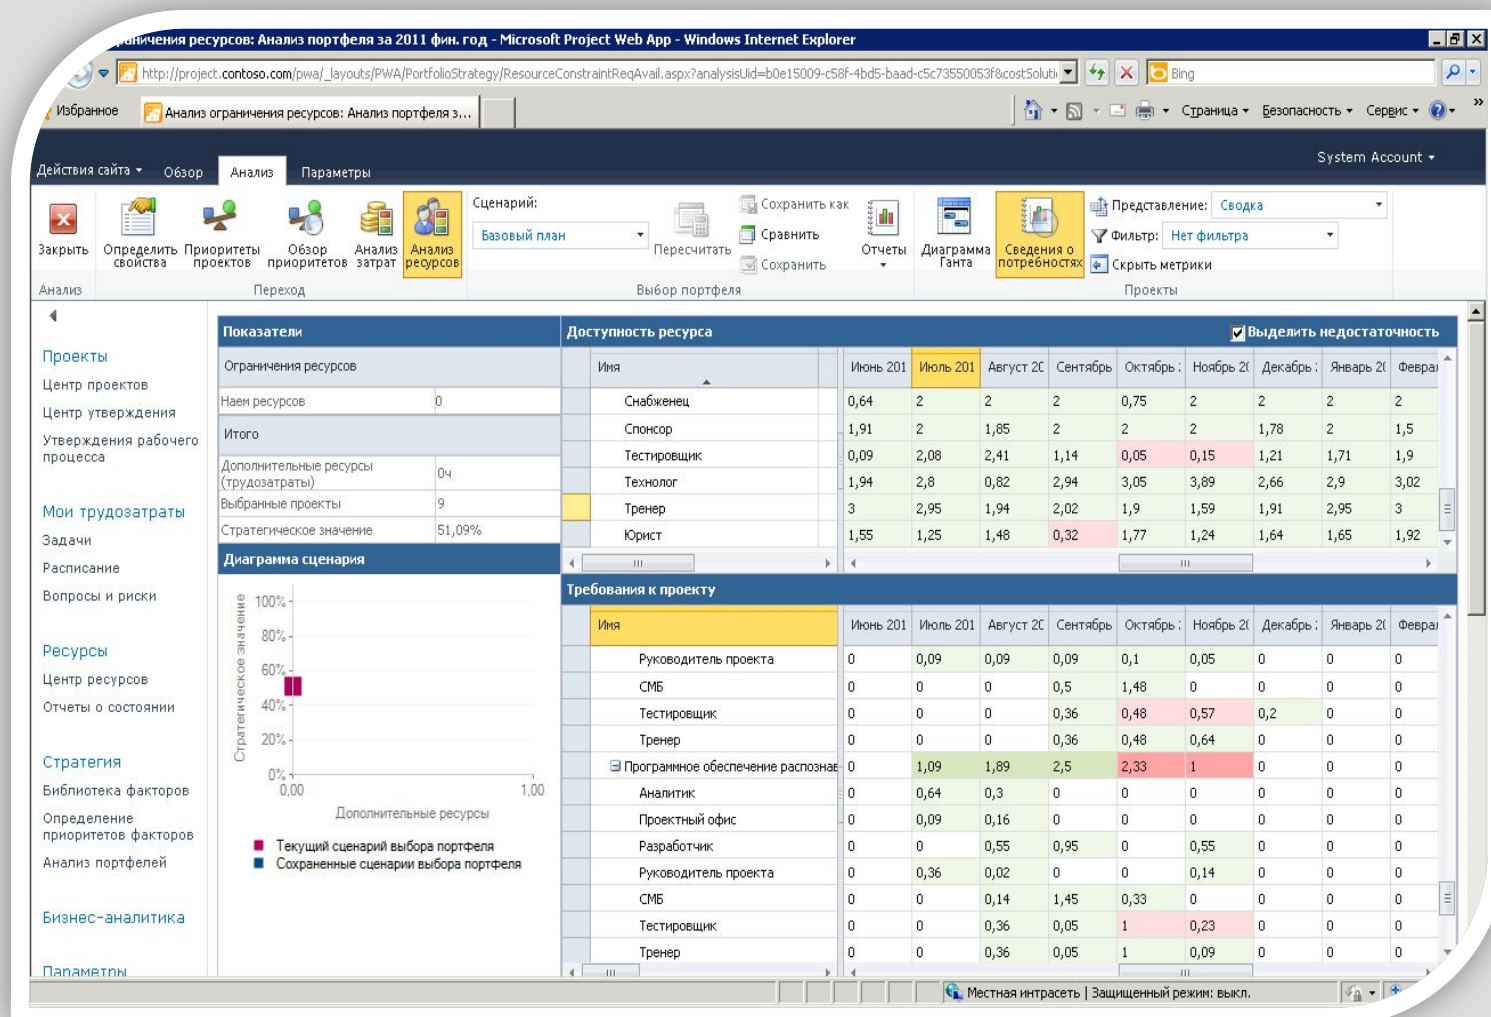 раничения ресурсов: Анализ портфеля за 2011 фин. год - Microsoft Project Web App - Windows Internet Explorer
http://project.contoso.com/pwa/_layouts/PWA/PortfolioStrategy/ResourceConstraintReqAvail.aspx?analysisUid=b0e15009-c58f-4bd5-baad-c5c73550053f&costSoluti
Bing
Избранное
Анализ ограничения ресурсов: Анализ портфеля з...
Страница
Безопасность
Сервис
System Account
Действия сайта
Обзор
Анализ
Параметры
Закрыть
Определить свойства
Приоритеты проектов
Обзор приоритетов
Анализ затрат
Анализ ресурсов
Сценарий:
Базовый план
Пересчитать
Сохранить как
Сравнить
Сохранить
Отчеты
Диаграмма Ганта
Сведения о потребностях
Представление: Сводка
Фильтр: Нет фильтра
Скрыть метрики
Анализ
Переход
Выбор портфеля
Проекты
Проекты
Центр проектов
Центр утверждения
Утверждения рабочего
процесса
Мои трудозатраты
Задачи
Расписание
Вопросы и риски
Ресурсы
Центр ресурсов
Отчеты о состоянии
Стратегия
Библиотека факторов
Определение
приоритетов факторов
Анализ портфелей
Бизнес-аналитика
Параметры
Показатели
Ограничения ресурсов
Наем ресурсов 0
Итого
Дополнительные ресурсы
(трудозатраты) 0ч
Выбранные проекты 9
Стратегическое значение 51,09%
Диаграмма сценария
Стратегическое значение
100%
80%
60%
40%
20%
0%
0,00 1,00
Дополнительные ресурсы
Текущий сценарий выбора портфеля
Сохраненные сценарии выбора портфеля
Доступность ресурса
Выделить недостаточность
Имя Июнь 201 Июль 201 Август 20 Сентябрь Октябрь : Ноябрь 20 Декабрь : Январь 20 Феврал
Снабженец 0,64 2 2 2 0,75 2 2 2 2
Спонсор 1,91 2 1,85 2 2 2 1,78 2 1,5
Тестировщик 0,09 2,08 2,41 1,14 0,05 0,15 1,21 1,71 1,9
Технолог 1,94 2,8 0,82 2,94 3,05 3,89 2,66 2,9 3,02
Тренер 3 2,95 1,94 2,02 1,9 1,59 1,91 2,95 3
Юрист 1,55 1,25 1,48 0,32 1,77 1,24 1,64 1,65 1,92
Требования к проекту
Имя Июнь 201 Июль 201 Август 20 Сентябрь Октябрь : Ноябрь 20 Декабрь : Январь 20 Феврал
Руководитель проекта 0 0,09 0,09 0,09 0,1 0,05 0 0 0
СМБ 0 0 0 0,5 1,48 0 0 0 0
Тестировщик 0 0 0 0,36 0,48 0,57 0,2 0 0
Тренер 0 0 0 0,36 0,48 0,64 0 0 0
Программное обеспечение распознав 0 1,09 1,89 2,5 2,33 1 0 0 0
Аналитик 0 0,64 0,3 0 0 0 0 0 0
Проектный офис 0 0,09 0,16 0 0 0 0 0 0
Разработчик 0 0 0,55 0,95 0 0,55 0 0 0
Руководитель проекта 0 0,36 0,02 0 0 0,14 0 0 0
СМБ 0 0 0,14 1,45 0,33 0 0 0 0
Тестировщик 0 0 0,36 0,05 1 0,23 0 0 0
Тренер 0 0 0,36 0,05 1 0,09 0 0 0
Местная интрасеть | Защищенный режим: выкл.